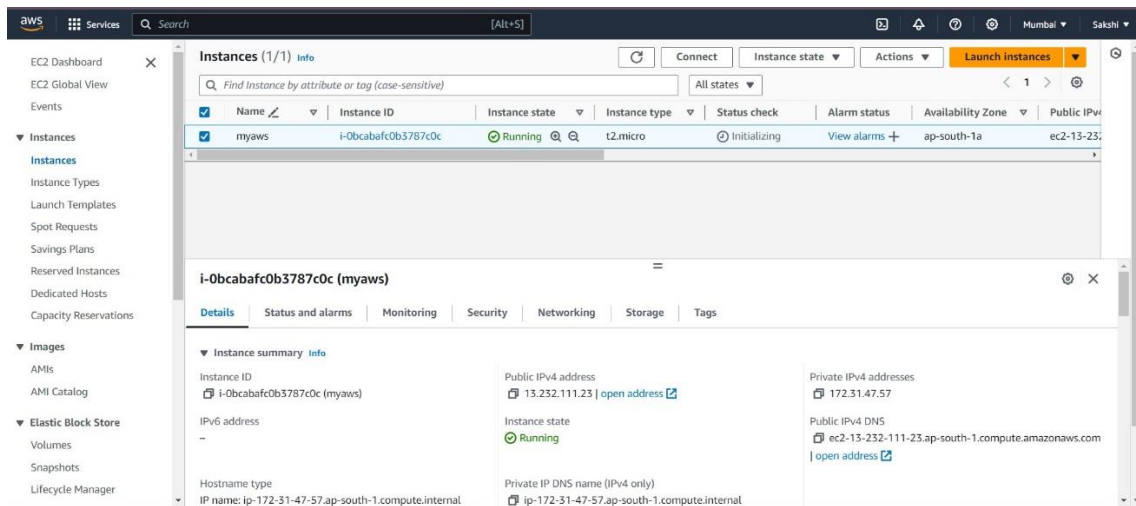 aws Services Search [Alt+S] Mumbai Sakshi
EC2 Dashboard
EC2 Global View
Events
Instances
Instances
Instance Types
Launch Templates
Spot Requests
Savings Plans
Reserved Instances
Dedicated Hosts
Capacity Reservations
Images
AMIs
AMI Catalog
Elastic Block Store
Volumes
Snapshots
Lifecycle Manager
Instances (1/1) Info Connect Instance state Actions Launch instances
Find Instance by attribute or tag (case-sensitive) All states 1
Name Instance ID Instance state Instance type Status check Alarm status Availability Zone Public IPv4
myaws i-0bcabafc0b3787c0c Running t2.micro Initializing View alarms + ap-south-1a ec2-13-232
i-0bcabafc0b3787c0c (myaws)
Details Status and alarms Monitoring Security Networking Storage Tags
Instance summary Info
Instance ID Public IPv4 address Private IPv4 addresses
i-0bcabafc0b3787c0c (myaws) 13.232.111.23 | open address 172.31.47.57
IPv6 address Instance state Public IPv4 DNS
– Running ec2-13-232-111-23.ap-south-1.compute.amazonaws.com
| open address
Hostname type Private IP DNS name (IPv4 only)
IP name: ip-172-31-47-57.ap-south-1.compute.internal ip-172-31-47-57.ap-south-1.compute.internal